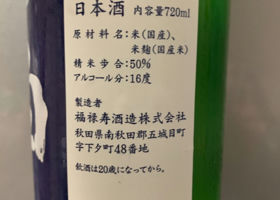 日本酒 内容量720ml
原材料名:米(国産)、
米麹(国産米)
精米歩合:50%
アルコール分:16度
製造者
福禄寿酒造株式会社
秋田県南秋田郡五城目町
字下夕町48番地
飲酒は20歳になってから。